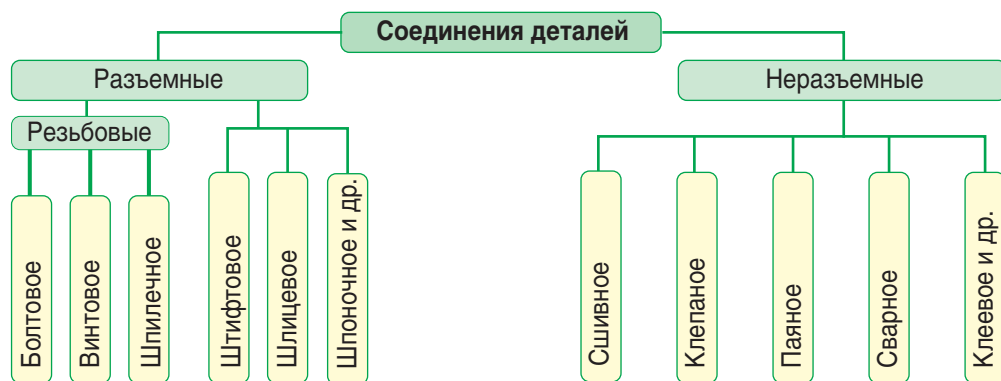 Соединения деталей
Разъемные
Неразъемные
Резьбовые
Болтовое
Винтовое
Шпилечное
Штифтовое
Шлицевое
Шпоночное и др.
Сшивное
Клепаное
Паяное
Сварное
Клеевое и др.